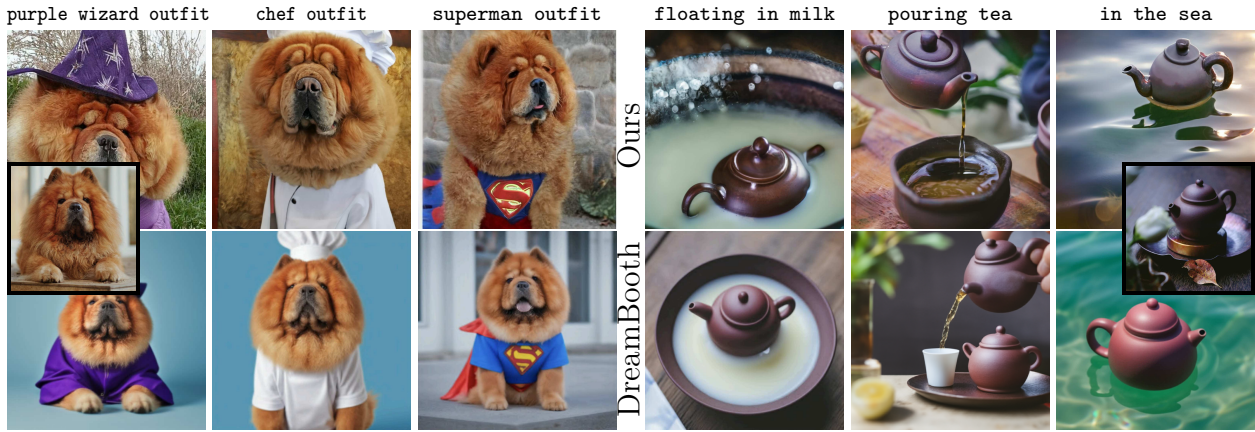 purple wizard outfit
chef outfit
superman outfit
floating in milk
pouring tea
in the sea
Ours
DreamBooth